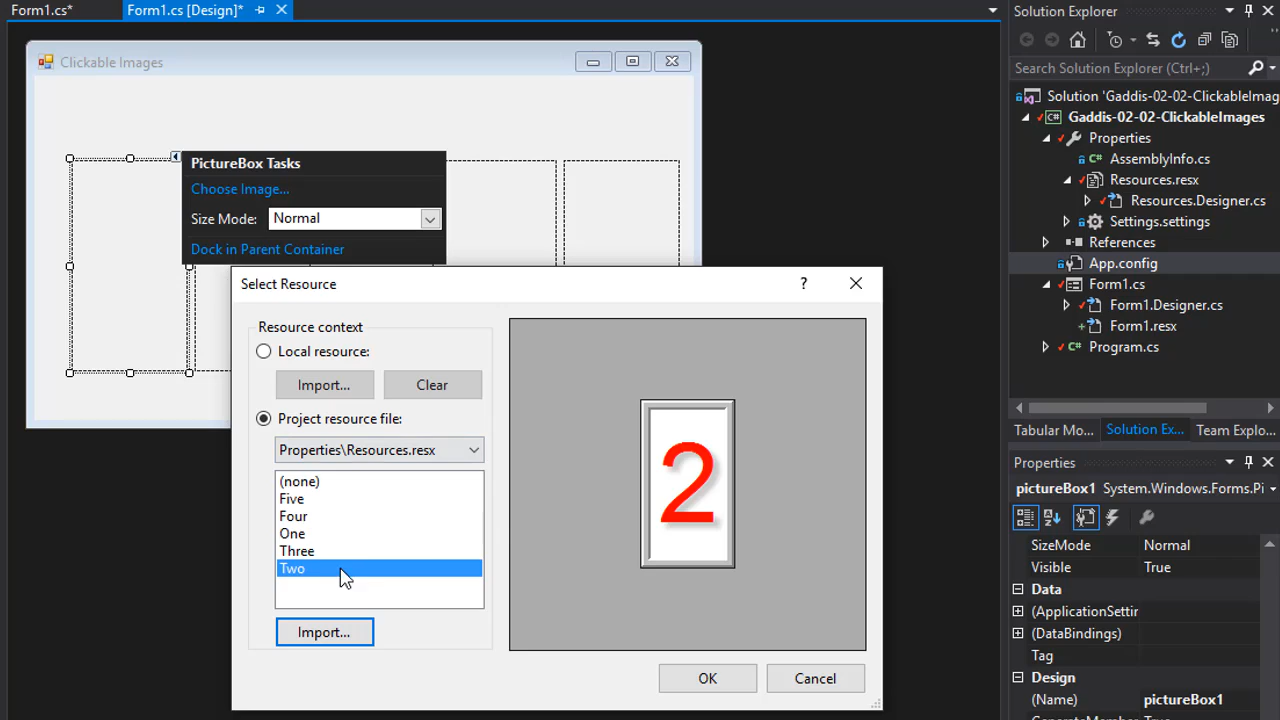 Form1.cs*
Form1.cs [Design]*
Clickable Images
PictureBox Tasks
Choose Image...
Size Mode: Normal
Dock in Parent Container
Select Resource
?
Resource context
Local resource:
Import... Clear
Project resource file:
Properties\Resources.resx
(none)
Five
Four
One
Three
Two
Import...
2
OK Cancel
Solution Explorer
Search Solution Explorer (Ctrl+;)
Solution 'Gaddis-02-02-ClickableImag
Gaddis-02-02-ClickableImages
Properties
AssemblyInfo.cs
Resources.resx
Resources.Designer.cs
Settings.settings
References
App.config
Form1.cs
Form1.Designer.cs
Form1.resx
Program.cs
Tabular Mo... Solution Ex... Team Explo...
Properties
pictureBox1 System.Windows.Forms.Pi
SizeMode Normal
Visible True
Data
(ApplicationSettir
(DataBindings)
Tag
Design
(Name) pictureBox1